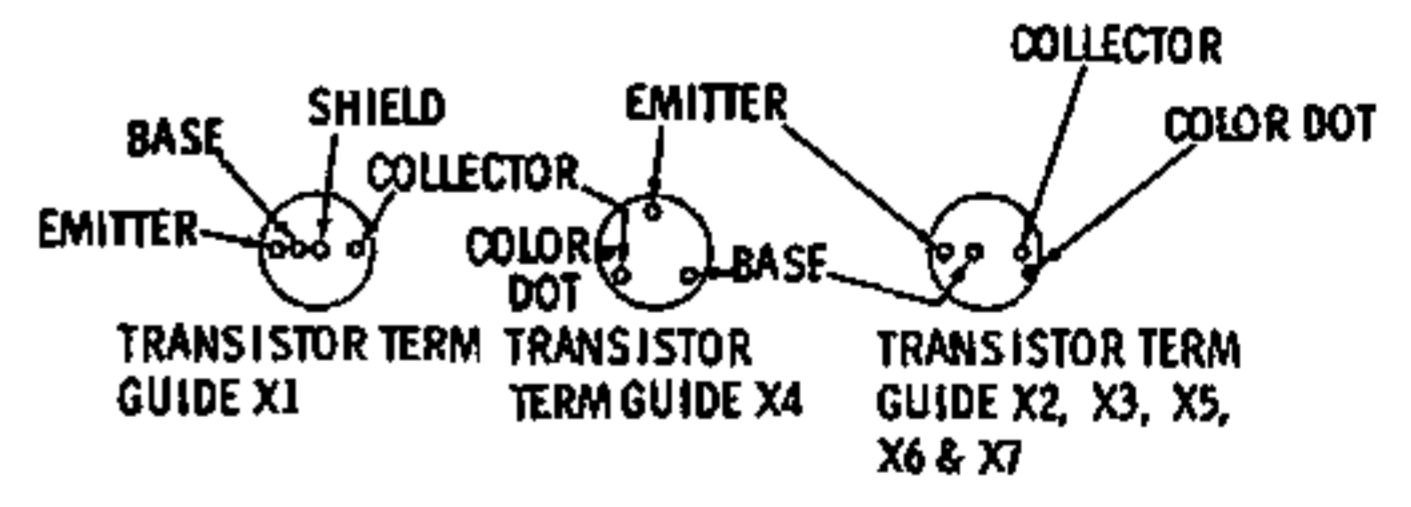 COLLECTOR
SHIELD
EMITTER
COLOR DOT
BASE
COLLECTOR
EMITTER
COLOR
DOT
BASE
TRANSISTOR TERM
GUIDE X1
TRANSISTOR
TERM GUIDE X4
TRANSISTOR TERM
GUIDE X2, X3, X5,
X6 & X7